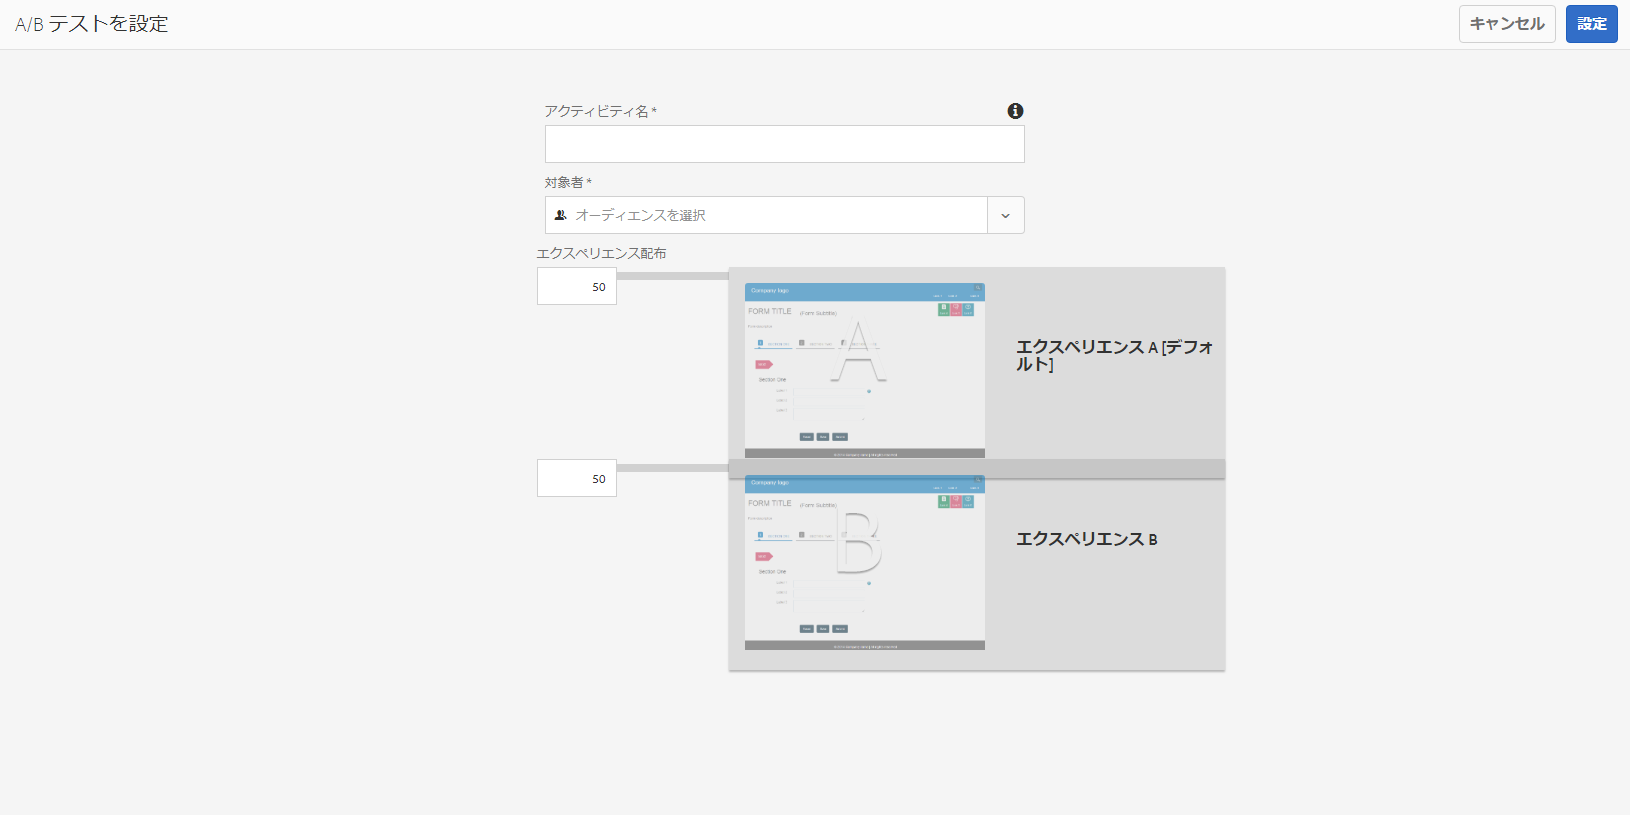 A/B テストを設定
キャンセル
設定
アクティビティ名 *
対象者 *
オーディエンスを選択
エクスペリエンス配布
50
Company logo
FORM TITLE
(Form Subtitle)
A
Section One
エクスペリエンス A [デフォ
ルト]
50
Company logo
FORM TITLE
(Form Subtitle)
B
Section One
エクスペリエンス B